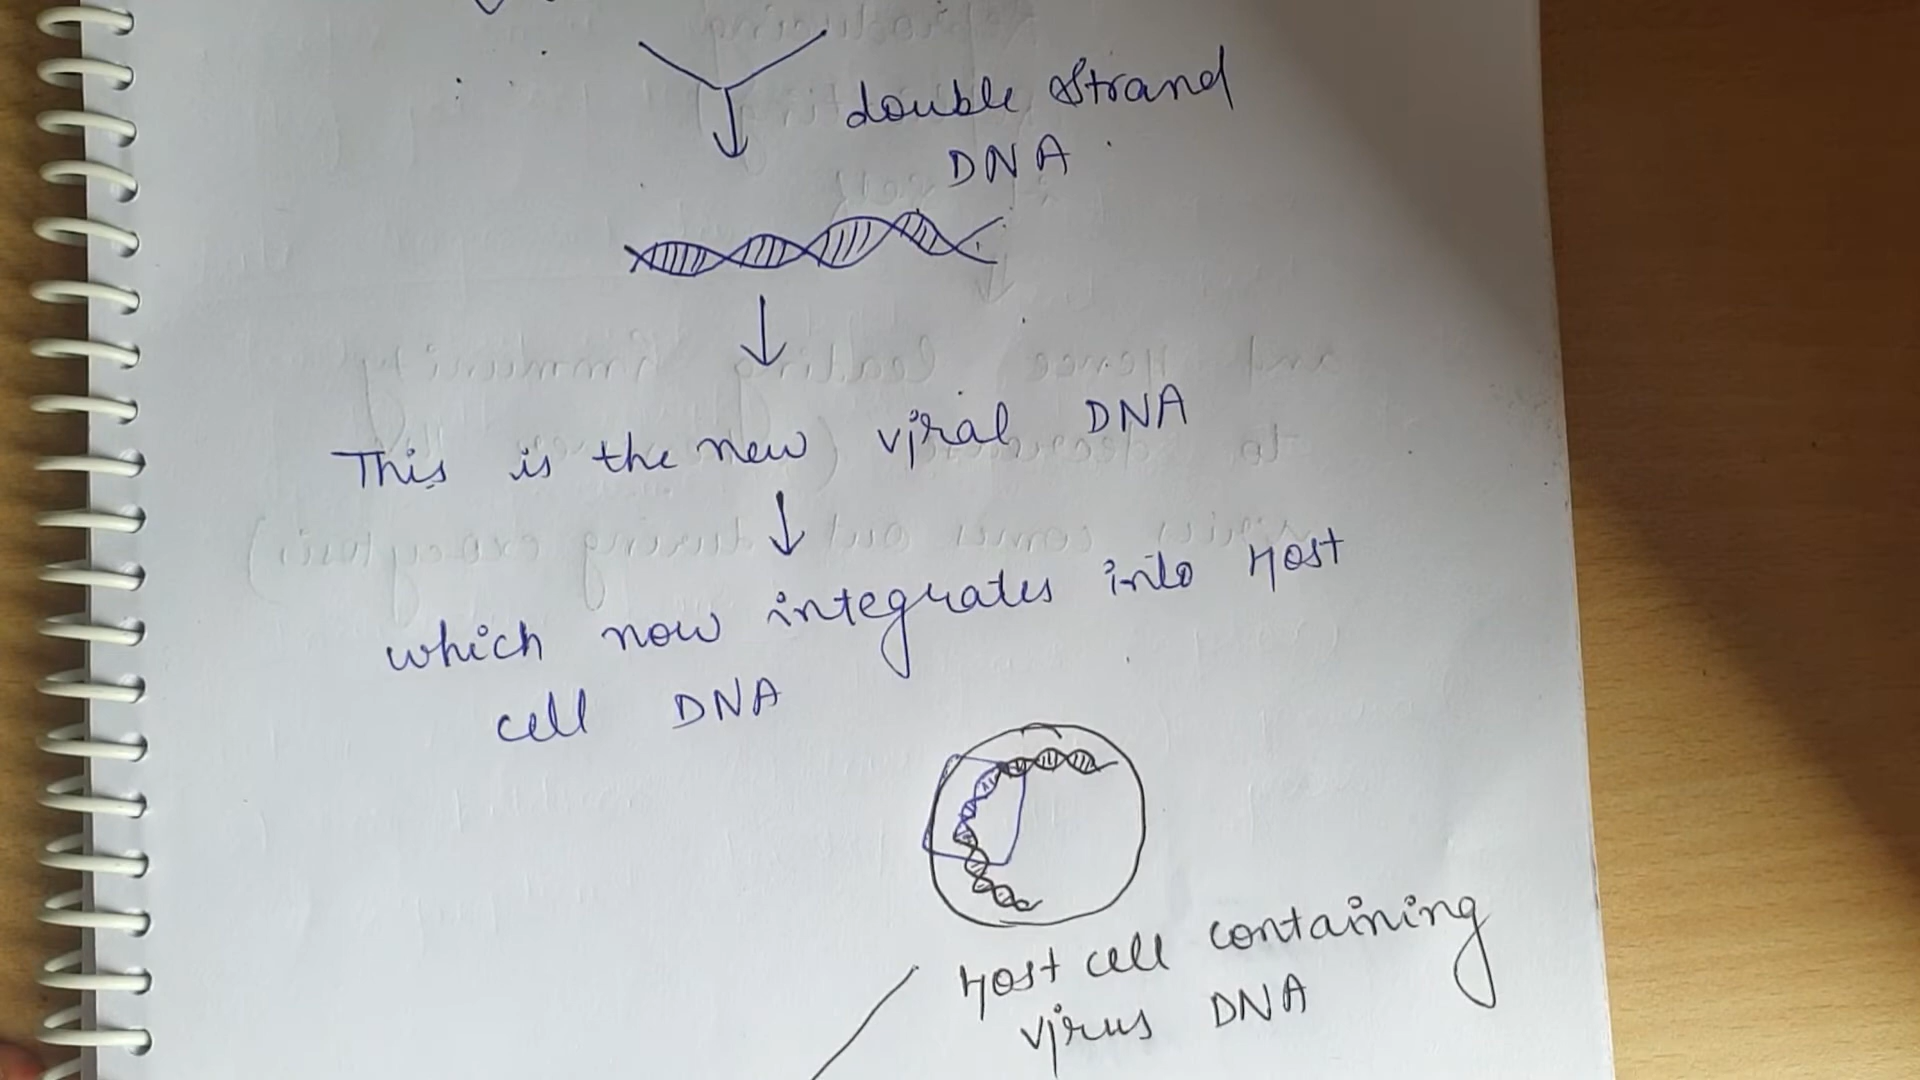 double strand
DNA
This is the new viral DNA
which now integrates into Host
cell DNA
Host cell containing
virus DNA